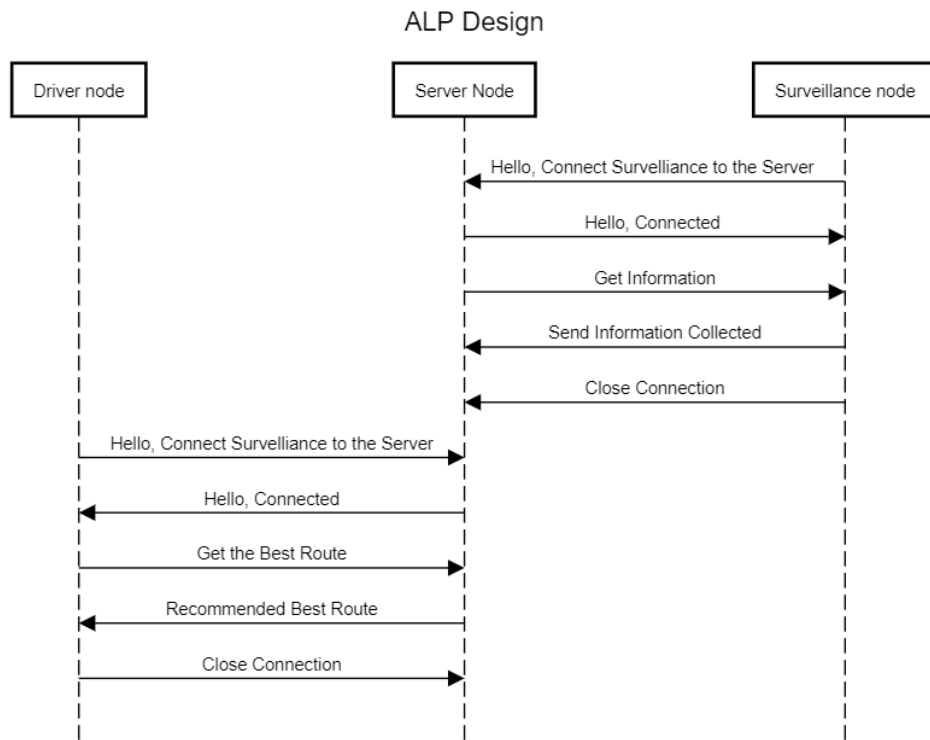 ALP Design
Driver node
Server Node
Surveillance node
Hello, Connect Survelliance to the Server
Hello, Connected
Get Information
Send Information Collected
Close Connection
Hello, Connect Survelliance to the Server
Hello, Connected
Get the Best Route
Recommended Best Route
Close Connection